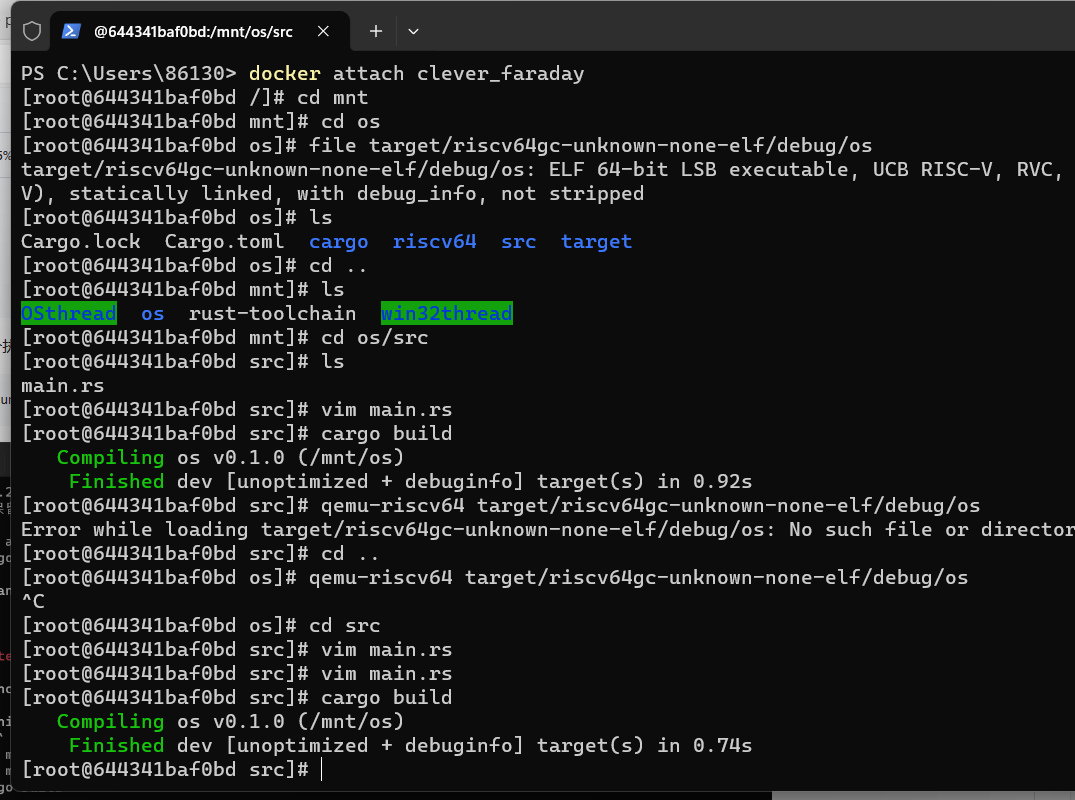 @644341baf0bd:/mnt/os/src
PS C:\Users\86130> docker attach clever_faraday
[root@644341baf0bd /]# cd mnt
[root@644341baf0bd mnt]# cd os
[root@644341baf0bd os]# file target/riscv64gc-unknown-none-elf/debug/os
target/riscv64gc-unknown-none-elf/debug/os: ELF 64-bit LSB executable, UCB RISC-V, RVC,
V), statically linked, with debug_info, not stripped
[root@644341baf0bd os]# ls
Cargo.lock  Cargo.toml  cargo  riscv64  src  target
[root@644341baf0bd os]# cd ..
[root@644341baf0bd mnt]# ls
OSthread  os  rust-toolchain  win32thread
[root@644341baf0bd mnt]# cd os/src
[root@644341baf0bd src]# ls
main.rs
[root@644341baf0bd src]# vim main.rs
[root@644341baf0bd src]# cargo build
   Compiling os v0.1.0 (/mnt/os)
    Finished dev [unoptimized + debuginfo] target(s) in 0.92s
[root@644341baf0bd src]# qemu-riscv64 target/riscv64gc-unknown-none-elf/debug/os
Error while loading target/riscv64gc-unknown-none-elf/debug/os: No such file or director
[root@644341baf0bd src]# cd ..
[root@644341baf0bd os]# qemu-riscv64 target/riscv64gc-unknown-none-elf/debug/os
^C
[root@644341baf0bd os]# cd src
[root@644341baf0bd src]# vim main.rs
[root@644341baf0bd src]# vim main.rs
[root@644341baf0bd src]# cargo build
   Compiling os v0.1.0 (/mnt/os)
    Finished dev [unoptimized + debuginfo] target(s) in 0.74s
[root@644341baf0bd src]#